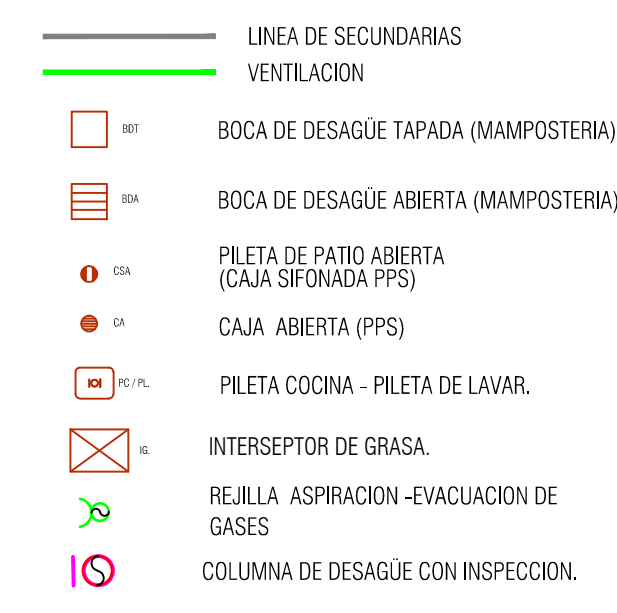 LINEA DE SECUNDARIAS
VENTILACION
BDT BOCA DE DESAGÜE TAPADA (MAMPOSTERIA)
BDA BOCA DE DESAGÜE ABIERTA (MAMPOSTERIA)
CSA PILETA DE PATIO ABIERTA
(CAJA SIFONADA PPS)
CA CAJA ABIERTA (PPS)
PC / PL. PILETA COCINA - PILETA DE LAVAR.
IG. INTERSEPTOR DE GRASA.
REJILLA ASPIRACION -EVACUACION DE
GASES
COLUMNA DE DESAGÜE CON INSPECCION.